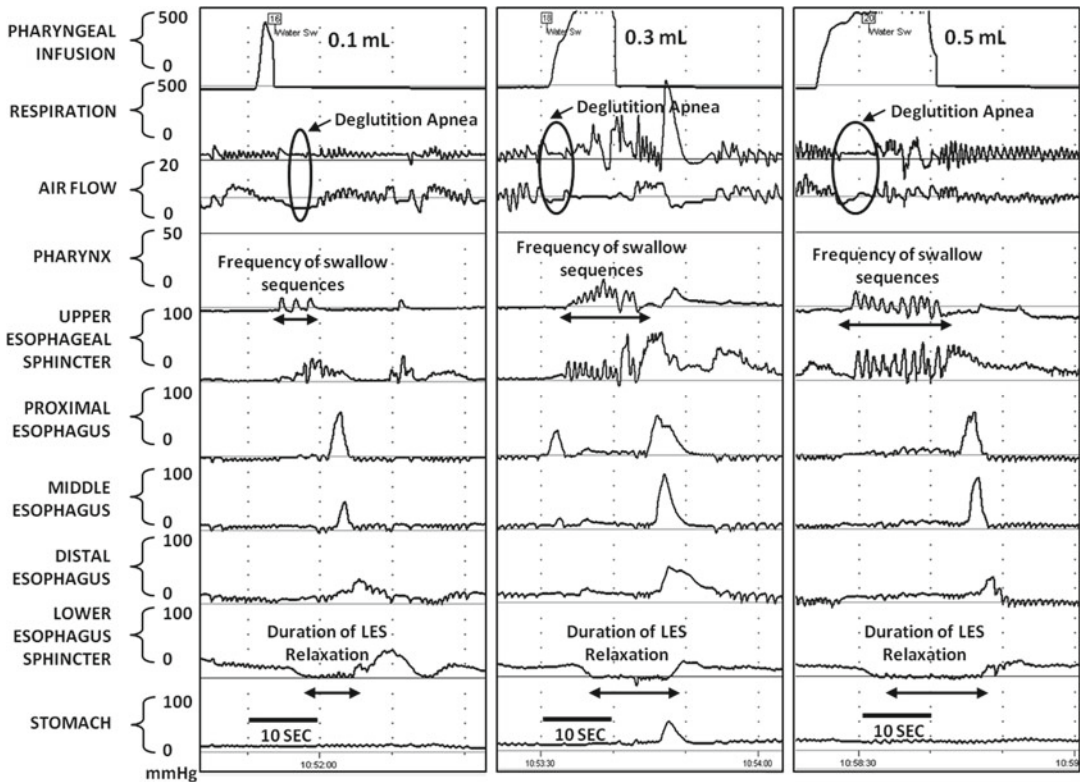 PHARYNGEAL
INFUSION
500
0
RESPIRATION
500
0
AIR FLOW
20
0
PHARYNX
50
0
UPPER
ESOPHAGEAL
SPHINCTER
100
0
PROXIMAL
ESOPHAGUS
100
0
MIDDLE
ESOPHAGUS
100
0
DISTAL
ESOPHAGUS
100
0
LOWER
ESOPHAGUS
SPHINCTER
100
0
STOMACH
100
0
mmHg
16
Water Sw
0.1 mL
Deglutition Apnea
Frequency of swallow
sequences
Duration of LES
Relaxation
10 SEC
10:52:00
18
Water Sw
0.3 mL
Deglutition Apnea
Frequency of swallow
sequences
Duration of LES
Relaxation
10 SEC
10:53:30
10:54:00
20
Water Sw
0.5 mL
Deglutition Apnea
Frequency of swallow
sequences
Duration of LES
Relaxation
10 SEC
10:58:30
10:59